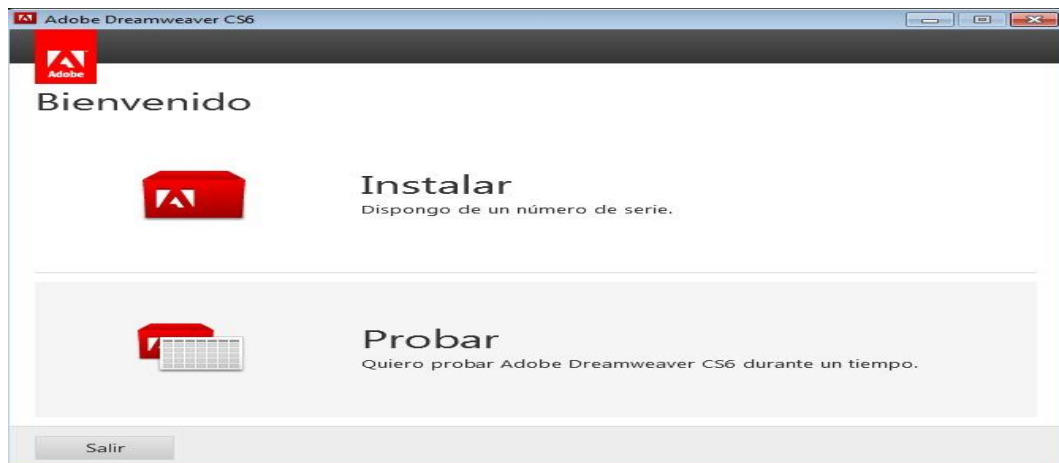 Adobe Dreamweaver CS6
Adobe
Bienvenido
Instalar
Dispongo de un número de serie.
Probar
Quiero probar Adobe Dreamweaver CS6 durante un tiempo.
Salir